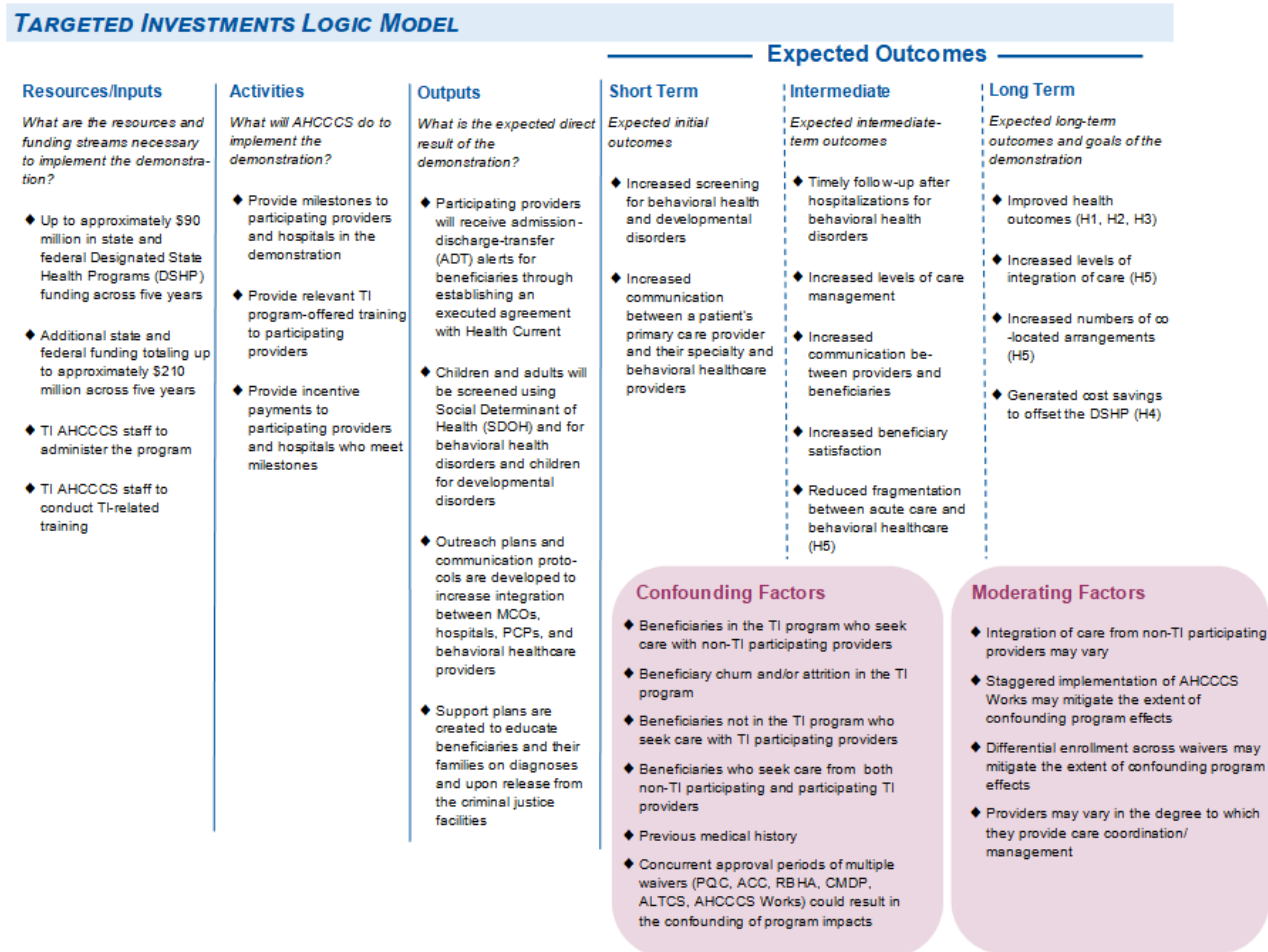 TARGETED INVESTMENTS LOGIC MODEL
Expected Outcomes
Resources/Inputs
What are the resources and
funding streams necessary
to implement the demonstra-
tion?
◆ Up to approximately $90
million in state and
federal Designated State
Health Programs (DSHP)
funding across five years
◆ Additional state and
federal funding totaling up
to approximately $210
million across five years
◆ TI AHCCCS staff to
administer the program
◆ TI AHCCCS staff to
conduct TI-related
training
Activities
What will AHCCCS do to
implement the
demonstration?
◆ Provide milestones to
participating providers
and hospitals in the
demonstration
◆ Provide relevant TI
program-offered training
to participating
providers
◆ Provide incentive
payments to
participating providers
and hospitals who meet
milestones
Outputs
What is the expected direct
result of the
demonstration?
◆ Participating providers
will receive admission-
discharge-transfer
(ADT) alerts for
beneficiaries through
establishing an
executed agreement
with Health Current
◆ Children and adults will
be screened using
Social Determinant of
Health (SDOH) and for
behavioral health
disorders and children
for developmental
disorders
◆ Outreach plans and
communication proto-
cols are developed to
increase integration
between MCOs,
hospitals, PCPs, and
behavioral healthcare
providers
◆ Support plans are
created to educate
beneficiaries and their
families on diagnoses
and upon release from
the criminal justice
facilities
Short Term
Expected initial
outcomes
◆ Increased screening
for behavioral health
and developmental
disorders
◆ Increased
communication
between a patient's
primary care provider
and their specialty and
behavioral healthcare
providers
Intermediate
Expected intermediate-
term outcomes
◆ Timely follow-up after
hospitalizations for
behavioral health
disorders
◆ Increased levels of care
management
◆ Increased
communication be-
tween providers and
beneficiaries
◆ Increased beneficiary
satisfaction
◆ Reduced fragmentation
between acute care and
behavioral healthcare
(H5)
Long Term
Expected long-term
outcomes and goals of the
demonstration
◆ Improved health
outcomes (H1, H2, H3)
◆ Increased levels of
integration of care (H5)
◆ Increased numbers of co
-located arrangements
(H5)
◆ Generated cost savings
to offset the DSHP (H4)
Confounding Factors
◆ Beneficiaries in the TI program who seek
care with non-TI participating providers
◆ Beneficiary churn and/or attrition in the TI
program
◆ Beneficiaries not in the TI program who
seek care with TI participating providers
◆ Beneficiaries who seek care from both
non-TI participating and participating TI
providers
◆ Previous medical history
◆ Concurrent approval periods of multiple
waivers (PQC, ACC, RBHA, CMDP,
ALTCS, AHCCCS Works) could result in
the confounding of program impacts
Moderating Factors
◆ Integration of care from non-TI participating
providers may vary
◆ Staggered implementation of AHCCCS
Works may mitigate the extent of
confounding program effects
◆ Differential enrollment across waivers may
mitigate the extent of confounding program
effects
◆ Providers may vary in the degree to which
they provide care coordination/
management